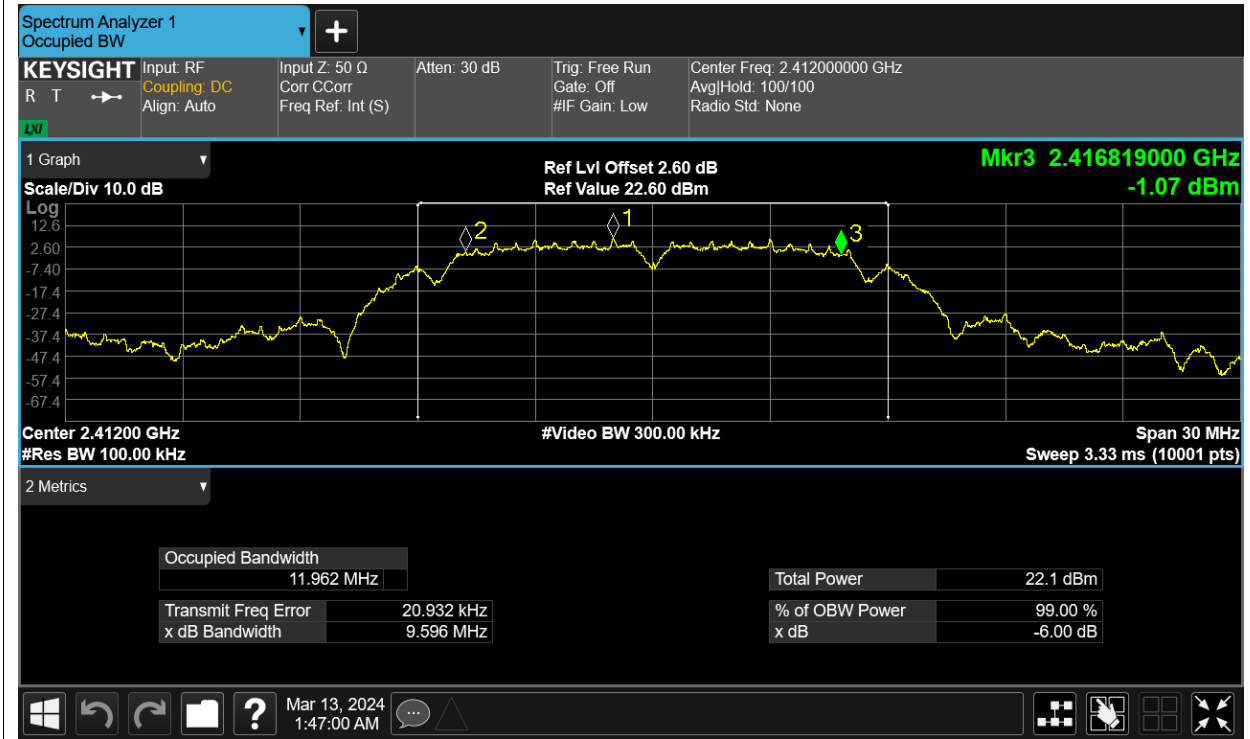 Spectrum Analyzer 1
Occupied BW
KEYSIGHT
R T
LXI
Input: RF
Coupling: DC
Align: Auto
Input Z: 50 Ω
Corr CCorr
Freq Ref: Int (S)
Atten: 30 dB
Trig: Free Run
Gate: Off
#IF Gain: Low
Center Freq: 2.412000000 GHz
Avg|Hold: 100/100
Radio Std: None
1 Graph
Scale/Div 10.0 dB
Ref Lvl Offset 2.60 dB
Ref Value 22.60 dBm
Mkr3 2.416819000 GHz
-1.07 dBm
Log
12.6
2.60
-7.40
-17.4
-27.4
-37.4
-47.4
-57.4
-67.4
2
1
3
Center 2.41200 GHz
#Res BW 100.00 kHz
#Video BW 300.00 kHz
Span 30 MHz
Sweep 3.33 ms (10001 pts)
2 Metrics
Occupied Bandwidth
11.962 MHz
Transmit Freq Error 20.932 kHz
x dB Bandwidth 9.596 MHz
Total Power 22.1 dBm
% of OBW Power 99.00 %
x dB -6.00 dB
?
Mar 13, 2024
1:47:00 AM